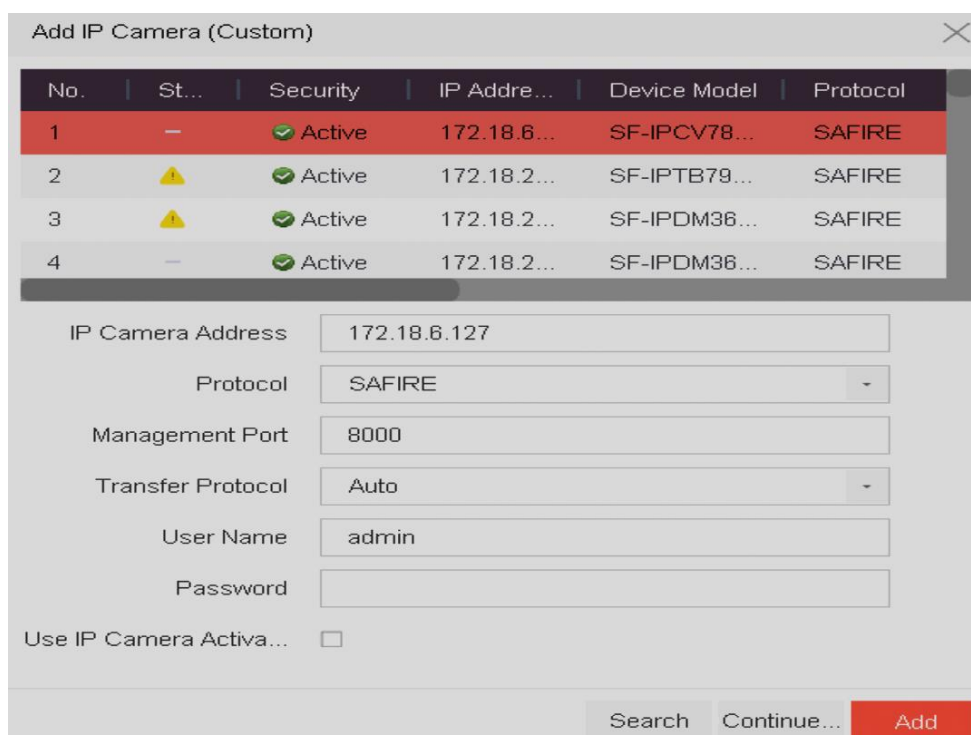 Add IP Camera (Custom)
No. St... Security IP Addre... Device Model Protocol
1 Active 172.18.6... SF-IPCV78... SAFIRE
2 Active 172.18.2... SF-IPTB79... SAFIRE
3 Active 172.18.2... SF-IPDM36... SAFIRE
4 Active 172.18.2... SF-IPDM36... SAFIRE
IP Camera Address 172.18.6.127
Protocol SAFIRE
Management Port 8000
Transfer Protocol Auto
User Name admin
Password
Use IP Camera Activa...
Search Continue... Add